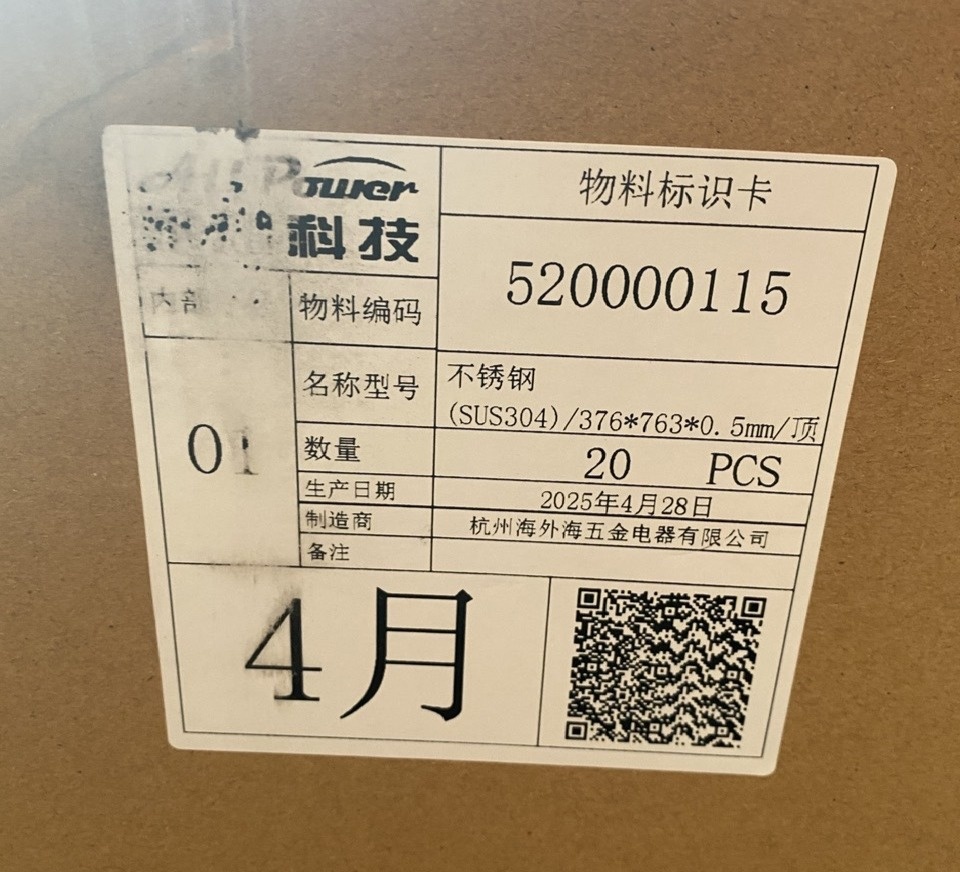 Power
科技
物料标识卡
内部
物料编码
520000115
01
名称型号
不锈钢
(SUS304)/376*763*0.5mm/顶
数量
20 PCS
生产日期
2025年4月28日
制造商
杭州海外海五金电器有限公司
备注
4月